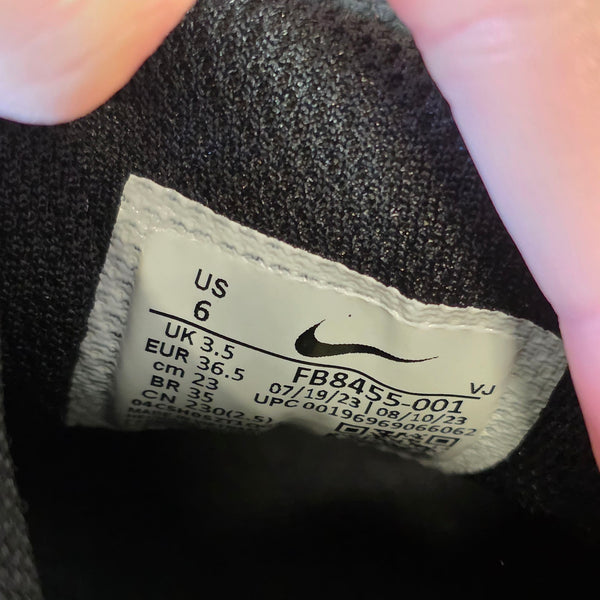 US
6
UK 3.5
EUR 36.5
cm 23
BR 35
CN 230(2.5)
FB8455-001
VJ
07/19/23 | 08/10/23
UPC 00196969066062